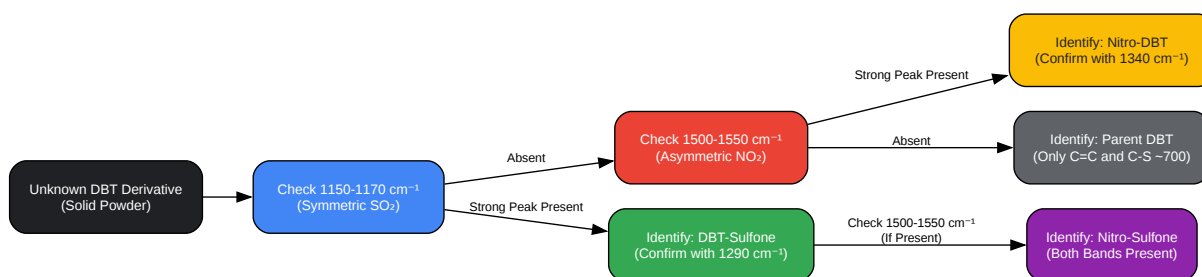 Unknown DBT Derivative
(Solid Powder)
Check 1150-1170 cm⁻¹
(Symmetric SO₂)
Absent
Strong Peak Present
Check 1500-1550 cm⁻¹
(Asymmetric NO₂)
Identify: DBT-Sulfone
(Confirm with 1290 cm⁻¹)
Strong Peak Present
Absent
Check 1500-1550 cm⁻¹
(If Present)
Identify: Nitro-DBT
(Confirm with 1340 cm⁻¹)
Identify: Parent DBT
(Only C=C and C-S ~700)
Identify: Nitro-Sulfone
(Both Bands Present)